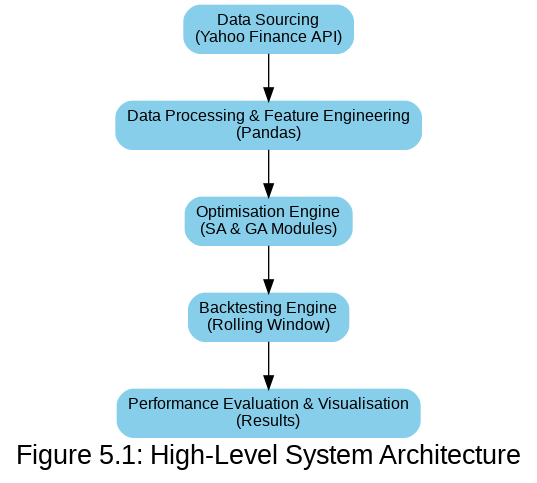 Data Sourcing
(Yahoo Finance API)
Data Processing & Feature Engineering
(Pandas)
Optimisation Engine
(SA & GA Modules)
Backtesting Engine
(Rolling Window)
Performance Evaluation & Visualisation
(Results)
Figure 5.1: High-Level System Architecture